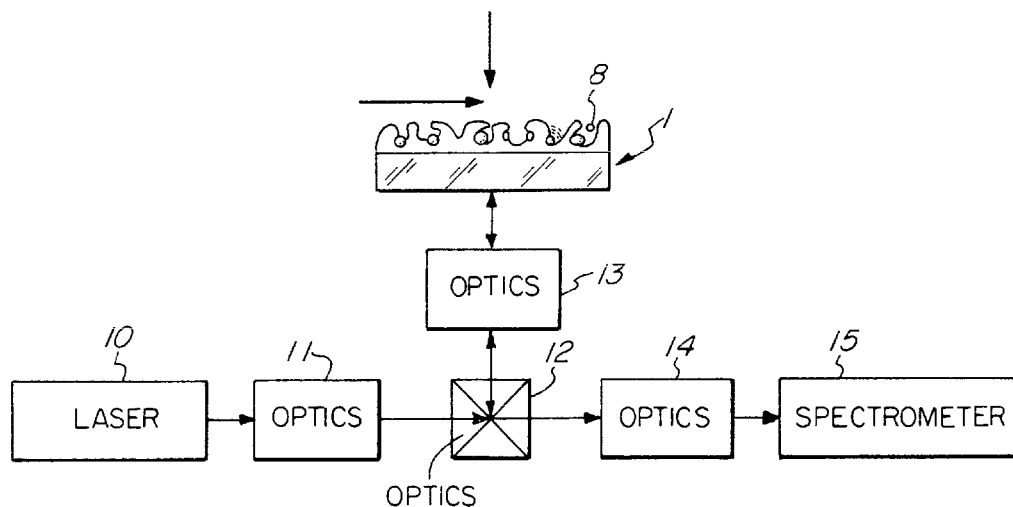 8
1
OPTICS
13
10
11
12
14
15
LASER
OPTICS
OPTICS
SPECTROMETER
OPTICS